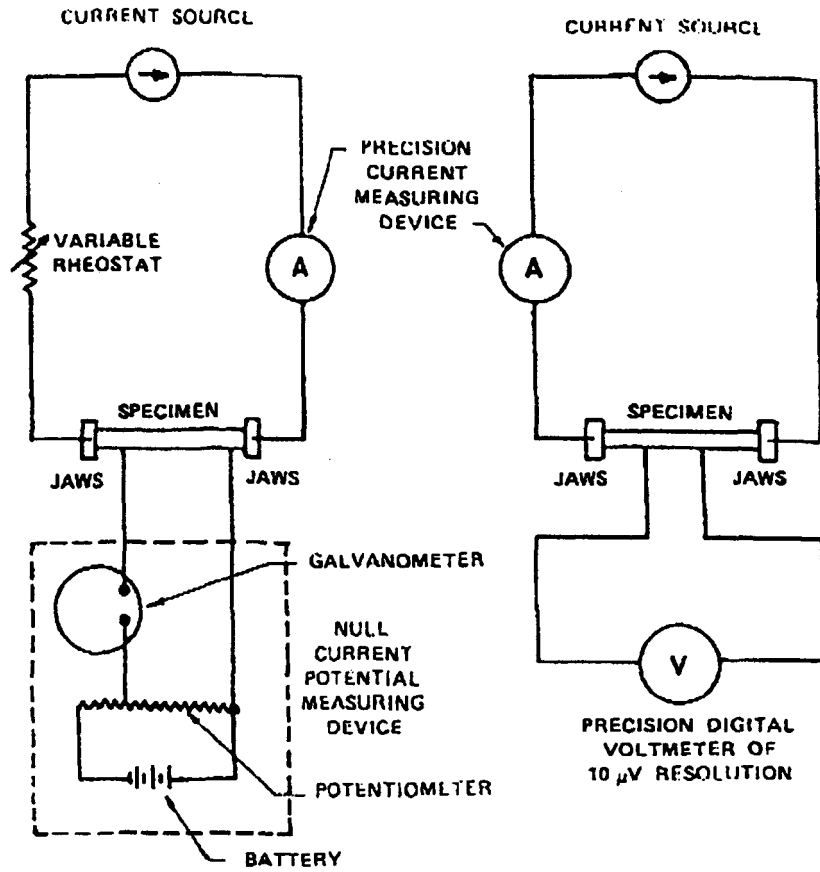 CURRENT SOURCE
CURRENT SOURCE
PRECISION
CURRENT
MEASURING
DEVICE
VARIABLE
RHEOSTAT
A
A
SPECIMEN
SPECIMEN
JAWS
JAWS
JAWS
JAWS
GALVANOMETER
NULL
CURRENT
POTENTIAL
MEASURING
DEVICE
V
PRECISION DIGITAL
VOLTMETER OF
10 μV RESOLUTION
POTENTIOMETER
BATTERY